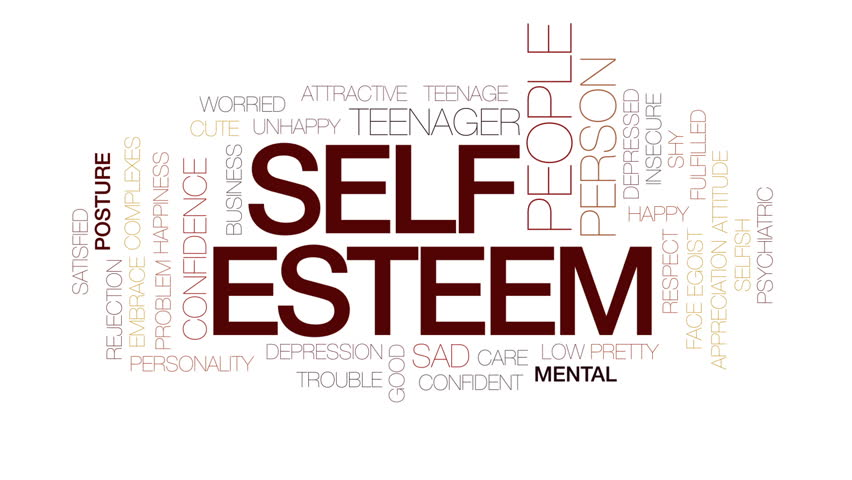 PEOPLE
PERSON
WORRIED
ATTRACTIVE
TEENAGE
CUTE
UNHAPPY
TEENAGER
DEPRESSED
INSECURE
SHY
FULFILLED
SELF
BUSINESS
CONFIDENCE
HAPPINESS
PROBLEM
COMPLEXES
EMBRACE
POSTURE
REJECTION
SATISFIED
HAPPY
ATTITUDE
APPRECIATION
RESPECT
EGOIST
FACE
SELFISH
PSYCHIATRIC
ESTEEM
PERSONALITY
DEPRESSION
GOOD
SAD
CARE
LOW
PRETTY
TROUBLE
CONFIDENT
MENTAL